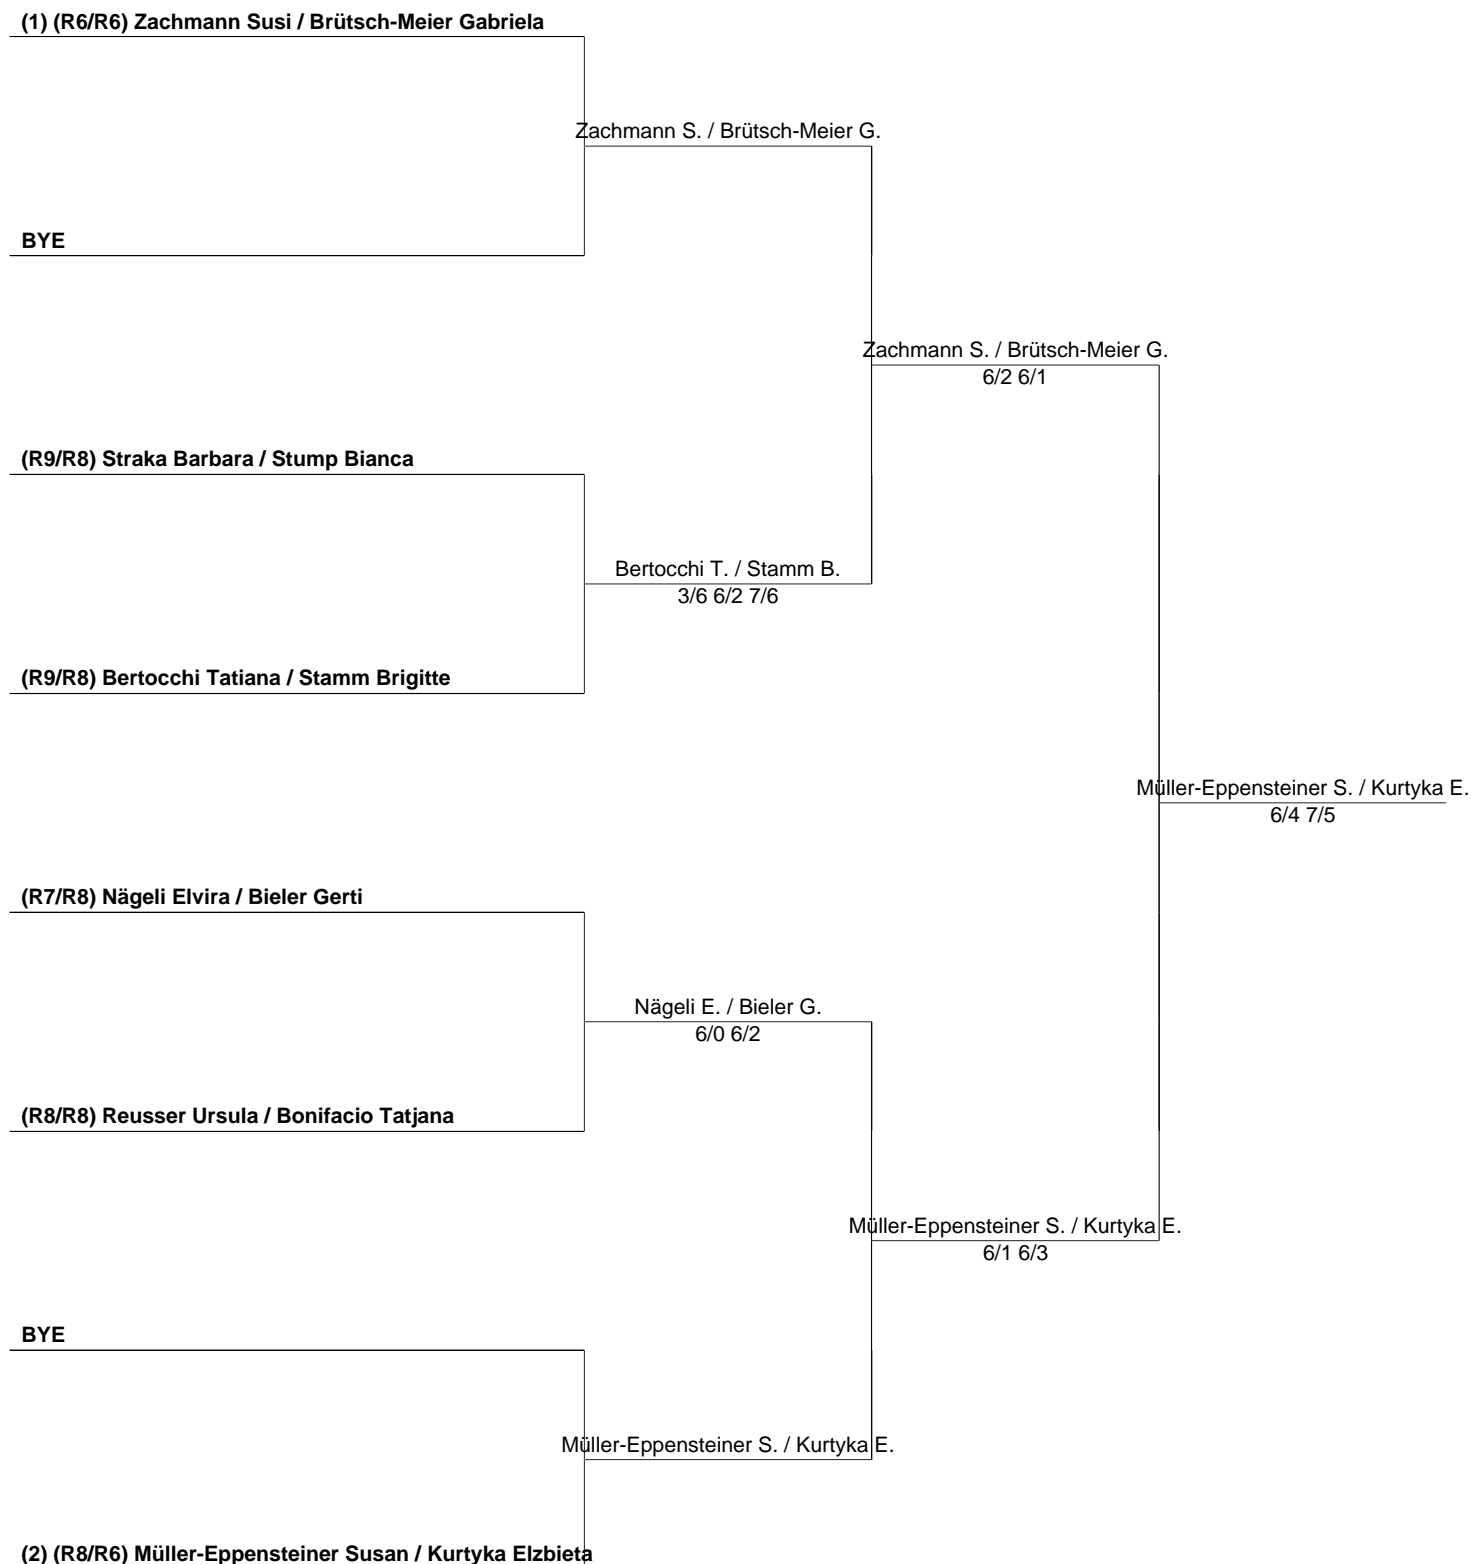 (1) (R6/R6) Zachmann Susi / Brütsch-Meier Gabriela
Zachmann S. / Brütsch-Meier G.
BYE
Zachmann S. / Brütsch-Meier G.
6/2 6/1
(R9/R8) Straka Barbara / Stump Bianca
Bertocchi T. / Stamm B.
3/6 6/2 7/6
(R9/R8) Bertocchi Tatiana / Stamm Brigitte
Müller-Eppensteiner S. / Kurtyka E.
6/4 7/5
(R7/R8) Nägeli Elvira / Bieler Gerti
Nägeli E. / Bieler G.
6/0 6/2
(R8/R8) Reusser Ursula / Bonifacio Tatjana
Müller-Eppensteiner S. / Kurtyka E.
6/1 6/3
BYE
Müller-Eppensteiner S. / Kurtyka E.
(2) (R8/R6) Müller-Eppensteiner Susan / Kurtyka Elzbieta